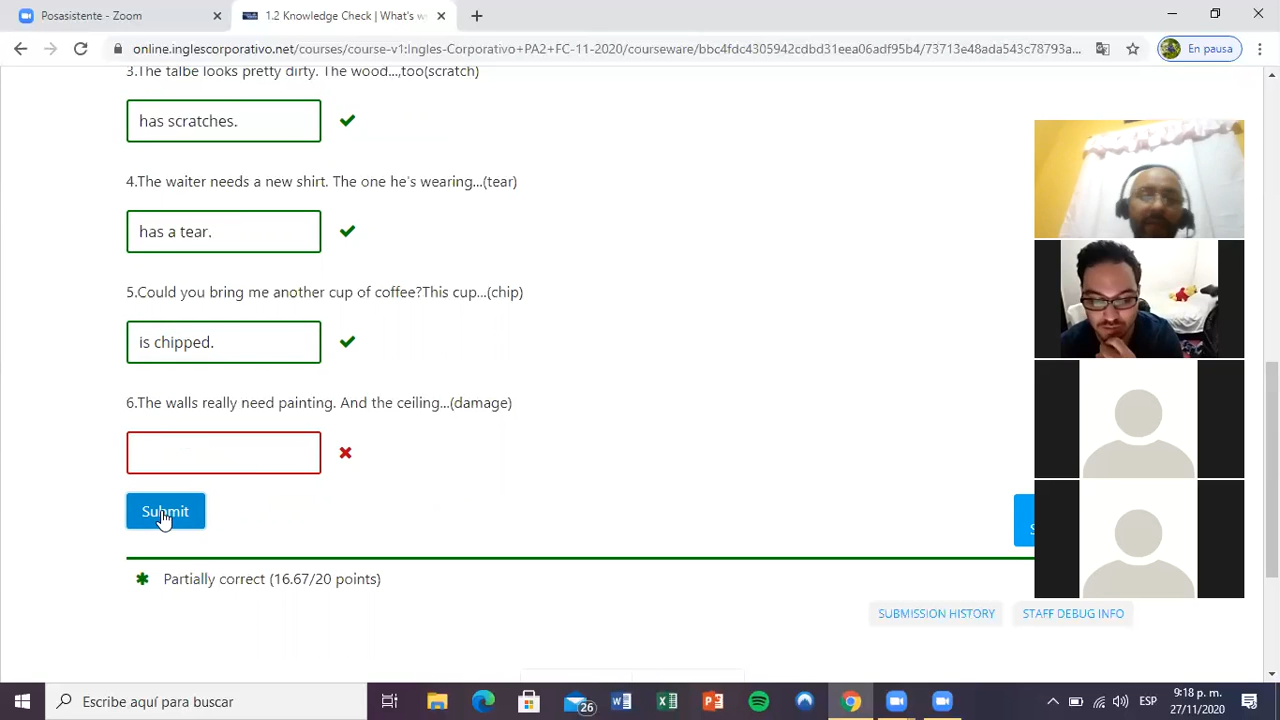 Posasistente - Zoom
1.2 Knowledge Check | What's w
online.inglescorporativo.net/courses/course-v1:Ingles-Corporativo+PA2+FC-11-2020/courseware/bbc4fdc4305942cdbd31eea06adf95b4/73713e48ada543c78793a...
En pausa
3.The talbe looks pretty dirty. The wood...,too(scratch)
has scratches.
4.The waiter needs a new shirt. The one he's wearing...(tear)
has a tear.
5.Could you bring me another cup of coffee?This cup...(chip)
is chipped.
6.The walls really need painting. And the ceiling...(damage)
Submit
Partially correct (16.67/20 points)
SUBMISSION HISTORY
STAFF DEBUG INFO
Escribe aquí para buscar
26
ESP
9:18 p. m.
27/11/2020